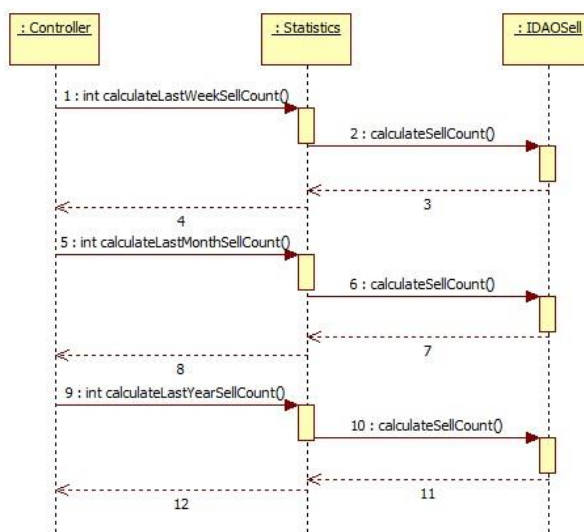 : Controller
: Statistics
: IDAOSell
1 : int calculateLastWeekSellCount()
2 : calculateSellCount()
3
4
5 : int calculateLastMonthSellCount()
6 : calculateSellCount()
7
8
9 : int calculateLastYearSellCount()
10 : calculateSellCount()
11
12